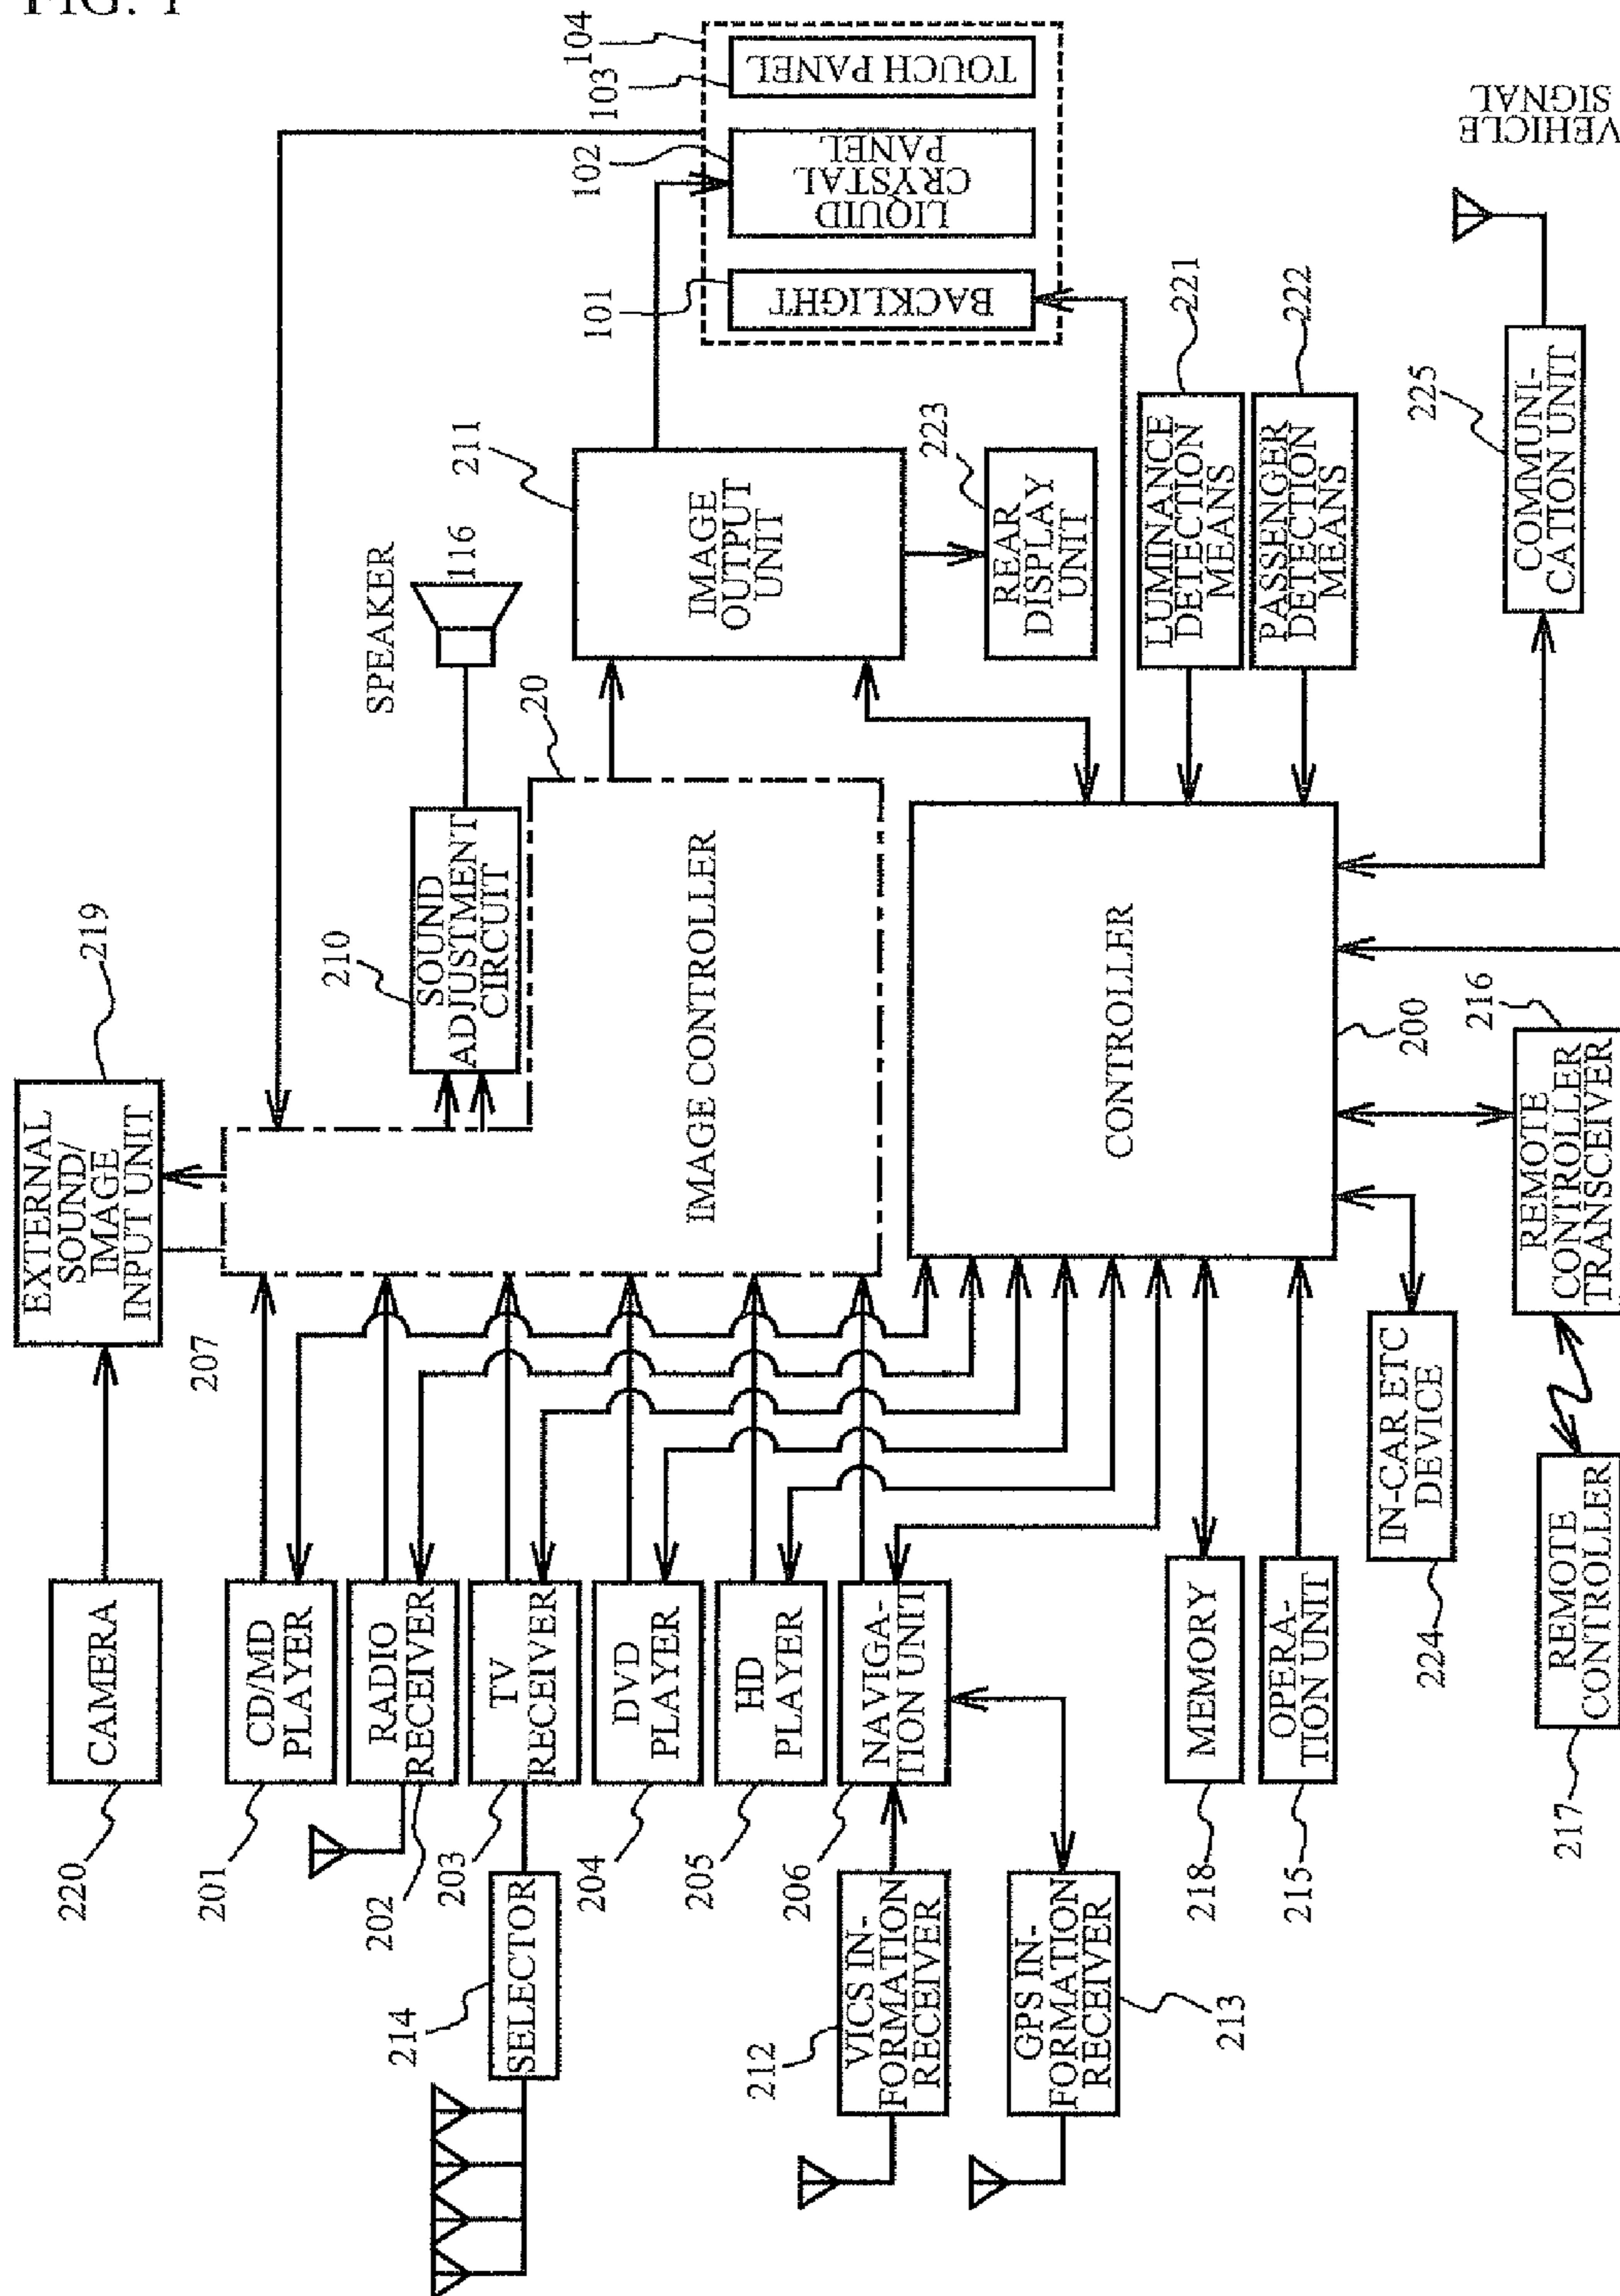 FIG. 1
CAMERA
220
EXTERNAL
SOUND/
IMAGE
INPUT UNIT
219
207
CD/MD
PLAYER
201
RADIO
RECEIVER
202
TV
RECEIVER
203
SELECTOR
214
DVD
PLAYER
204
HD
PLAYER
205
NAVIGA-
TION UNIT
206
VICS IN-
FORMATION
RECEIVER
212
GPS IN-
FORMATION
RECEIVER
213
SOUND
ADJUSTMENT
CIRCUIT
210
SPEAKER
116
IMAGE CONTROLLER
20
IMAGE
OUTPUT
UNIT
211
REAR
DISPLAY
UNIT
223
BACKLIGHT
101
LIQUID
CRYSTAL
PANEL
102
TOUCH PANEL
103
104
CONTROLLER
200
LUMINANCE
DETECTION
MEANS
221
PASSENGER
DETECTION
MEANS
222
COMMUNI-
CATION UNIT
225
VEHICLE
SIGNAL
MEMORY
218
OPERA-
TION UNIT
215
IN-CAR ETC
DEVICE
224
REMOTE
CONTROLLER
TRANSCEIVER
216
REMOTE
CONTROLLER
217